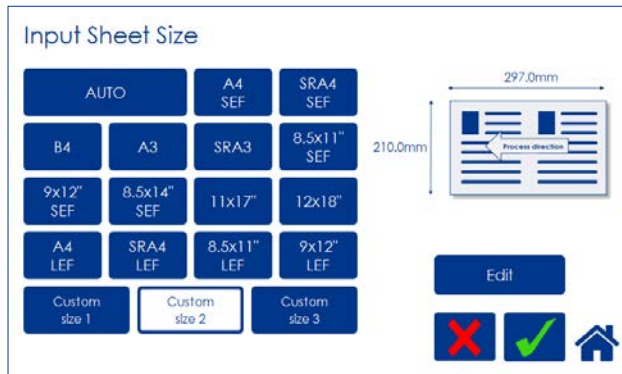 Input Sheet Size
AUTO
A4
SEF
SRA4
SEF
B4
A3
SRA3
8.5x11"
SEF
9x12"
SEF
8.5x14"
SEF
11x17"
12x18"
A4
LEF
SRA4
LEF
8.5x11"
LEF
9x12"
LEF
Custom
size 1
Custom
size 2
Custom
size 3
297.0mm
210.0mm
Process direction
Edit